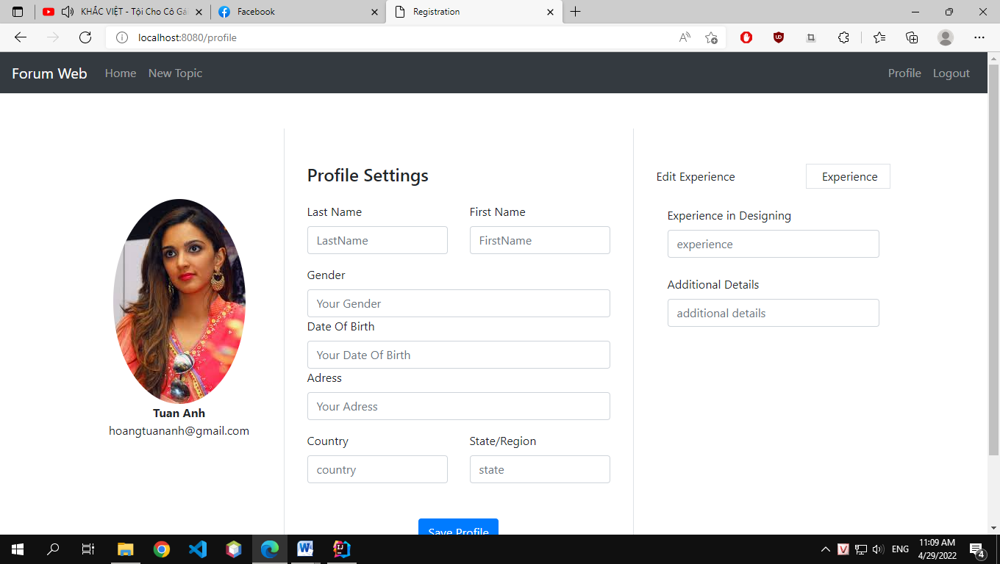 KHẮC VIỆT - Tội Cho Cô Gá
Facebook
Registration
localhost:8080/profile
Forum Web
Home
New Topic
Profile
Logout
Profile Settings
Last Name
First Name
LastName
FirstName
Gender
Your Gender
Date Of Birth
Your Date Of Birth
Adress
Your Adress
Country
State/Region
country
state
Save Profile
Tuan Anh
hoangtuananh@gmail.com
Edit Experience
Experience
Experience in Designing
experience
Additional Details
additional details
ENG
11:09 AM
4/29/2022
4